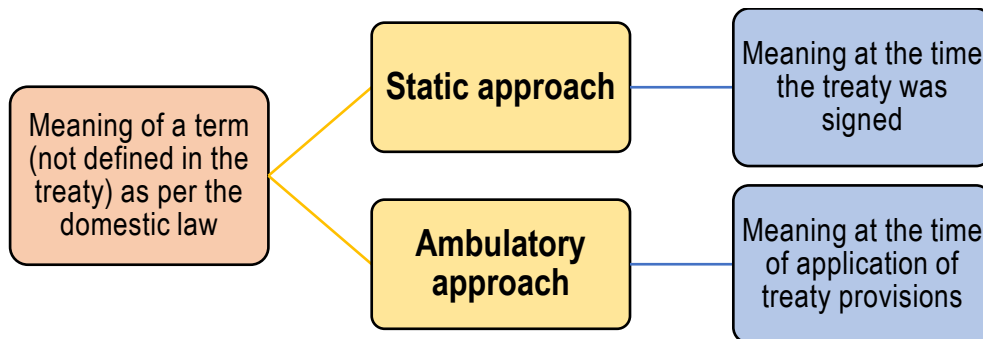 Meaning of a term
(not defined in the
treaty) as per the
domestic law
Static approach
Meaning at the time
the treaty was
signed
Ambulatory
approach
Meaning at the time
of application of
treaty provisions